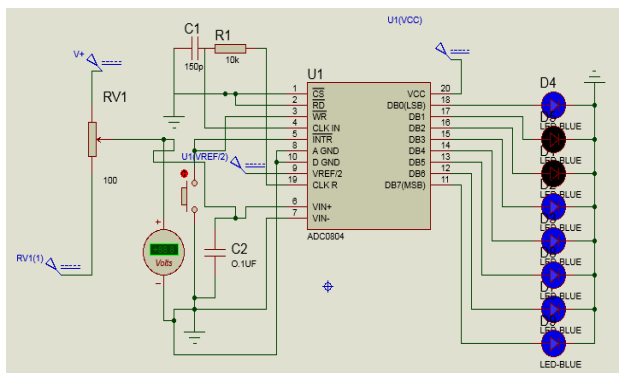 U1(VCC)
C1
R1
V+
150p
10k
U1
D4
RV1
1
CS
VCC
20
2
RD
DB0(LSB)
18
LED-BLUE
3
WR
DB1
17
4
CLK IN
DB2
16
LED-BLUE
5
INTR
DB3
15
8
A GND
DB4
14
LED-BLUE
U1(VREF/2)
10
D GND
DB5
13
D2
9
VREF/2
DB6
12
LED-BLUE
100
19
CLK R
DB7(MSB)
11
6
VIN+
LED-BLUE
7
VIN-
ADC0804
LED-BLUE
RV1(1)
+
Volts
C2
O.1UF
LED-BLUE
D9
LED-BLUE